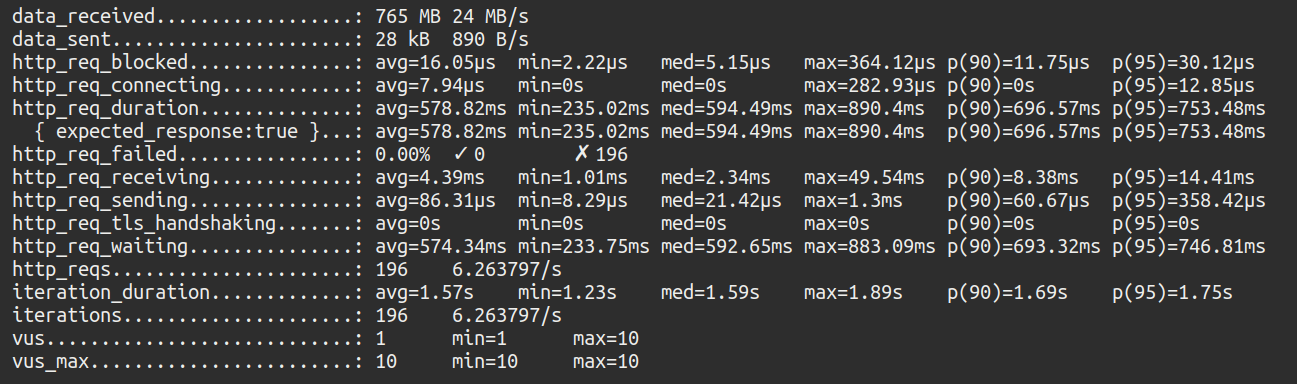 data_received..................: 765 MB 24 MB/s
data_sent......................: 28 kB  890 B/s
http_req_blocked...............: avg=16.05µs  min=2.22µs   med=5.15µs   max=364.12µs p(90)=11.75µs  p(95)=30.12µs
http_req_connecting............: avg=7.94µs   min=0s       med=0s       max=282.93µs p(90)=0s       p(95)=12.85µs
http_req_duration..............: avg=578.82ms min=235.02ms med=594.49ms max=890.4ms  p(90)=696.57ms p(95)=753.48ms
  { expected_response:true }...: avg=578.82ms min=235.02ms med=594.49ms max=890.4ms  p(90)=696.57ms p(95)=753.48ms
http_req_failed................: 0.00%  ✓ 0        ✗ 196
http_req_receiving.............: avg=4.39ms   min=1.01ms   med=2.34ms   max=49.54ms  p(90)=8.38ms   p(95)=14.41ms
http_req_sending...............: avg=86.31µs  min=8.29µs   med=21.42µs  max=1.3ms    p(90)=60.67µs  p(95)=358.42µs
http_req_tls_handshaking.......: avg=0s       min=0s       med=0s       max=0s       p(90)=0s       p(95)=0s
http_req_waiting...............: avg=574.34ms min=233.75ms med=592.65ms max=883.09ms p(90)=693.32ms p(95)=746.81ms
http_reqs......................: 196    6.263797/s
iteration_duration.............: avg=1.57s    min=1.23s    med=1.59s    max=1.89s    p(90)=1.69s    p(95)=1.75s
iterations.....................: 196    6.263797/s
vus............................: 1      min=1      max=10
vus_max........................: 10     min=10     max=10